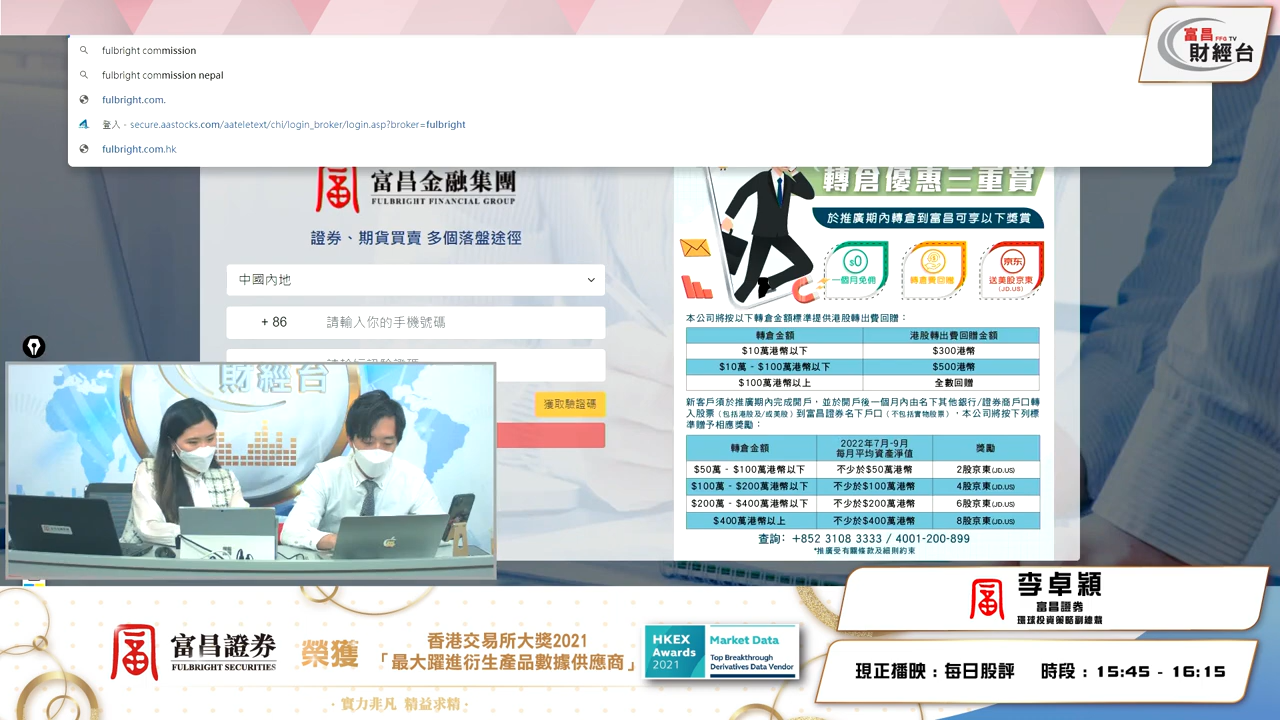 fulbright commission
fulbright commission nepal
fulbright.com.
登入 - secure.aastocks.com/aateletext/chi/login_broker/login.asp?broker=fulbright
fulbright.com.hk
富昌 FFG TV
財經台
富昌金融集團
FULBRIGHT FINANCIAL GROUP
證券、期貨買賣 多個落盤途徑
中國內地
+ 86 請輸入你的手機號碼
獲取驗證碼
轉倉優惠三重賞
於推廣期內轉倉到富昌可享以下獎賞
$0
一個月免佣
轉倉費回贈
京东
送美股京東
(JD.US)
本公司將按以下轉倉金額標準提供港股轉出費回贈：
轉倉金額 港股轉出費回贈金額
$10萬港幣以下 $300港幣
$10萬 - $100萬港幣以下 $500港幣
$100萬港幣以上 全數回贈
新客戶須於推廣期內完成開戶，並於開戶後一個月內由名下其他銀行/證券商戶口轉
入股票（包括港股及/或美股）到富昌證券名下戶口（不包括實物股票），本公司將按下列標
準贈予相應獎勵：
轉倉金額 2022年7月-9月 每月平均資產淨值 獎勵
$50萬 - $100萬港幣以下 不少於$50萬港幣 2股京東(JD.US)
$100萬 - $200萬港幣以下 不少於$100萬港幣 4股京東(JD.US)
$200萬 - $400萬港幣以下 不少於$200萬港幣 6股京東(JD.US)
$400萬港幣以上 不少於$400萬港幣 8股京東(JD.US)
查詢: +852 3108 3333 / 4001-200-899
*推廣受有關條款及細則約束
財經台
李卓穎
富昌證券
環球投資策略副總裁
富昌證券
FULBRIGHT SECURITIES
榮獲
香港交易所大獎2021
「最大躍進衍生產品數據供應商」
HKEX
Awards
2021
Market Data
Top Breakthrough
Derivatives Data Vendor
· 實力非凡 精益求精 ·
現正播映：每日股評 時段：15:45 - 16:15